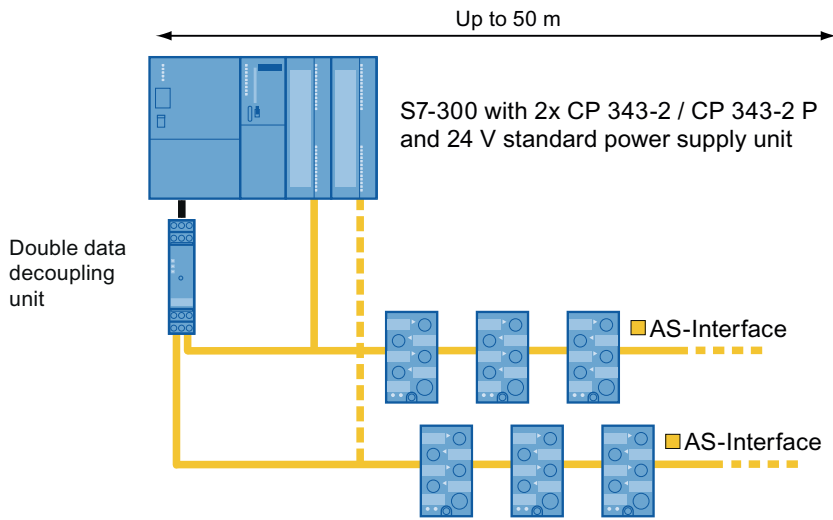 Up to 50 m
S7-300 with 2x CP 343-2 / CP 343-2 P
and 24 V standard power supply unit
Double data
decoupling
unit
AS-Interface
AS-Interface